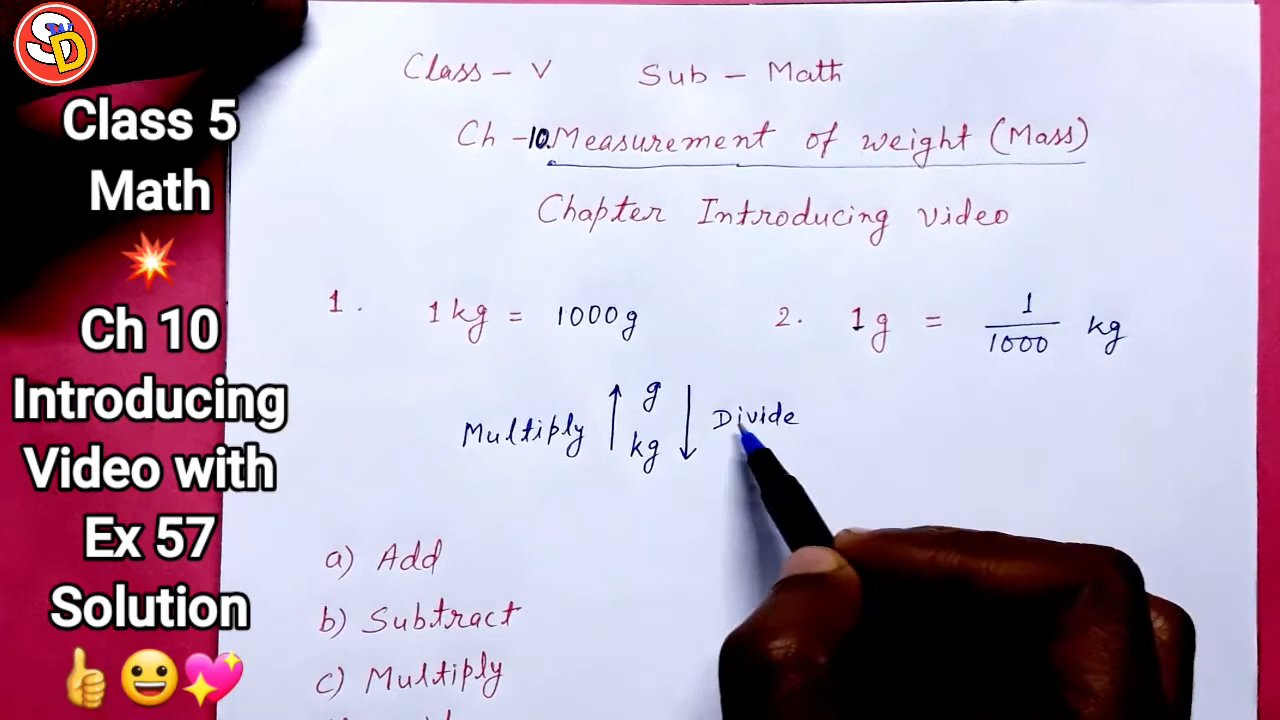 SD
Class 5
Math
💥
Ch 10
Introducing
Video with
Ex 57
Solution
👍😀💖
Class - V Sub - Math
Ch -10. Measurement of weight (Mass)
Chapter Introducing video
1. 1 kg = 1000 g 2. 1 g = 1/1000 kg
Multiply ↑ g ↓ Divide
kg
a) Add
b) Subtract
c) Multiply